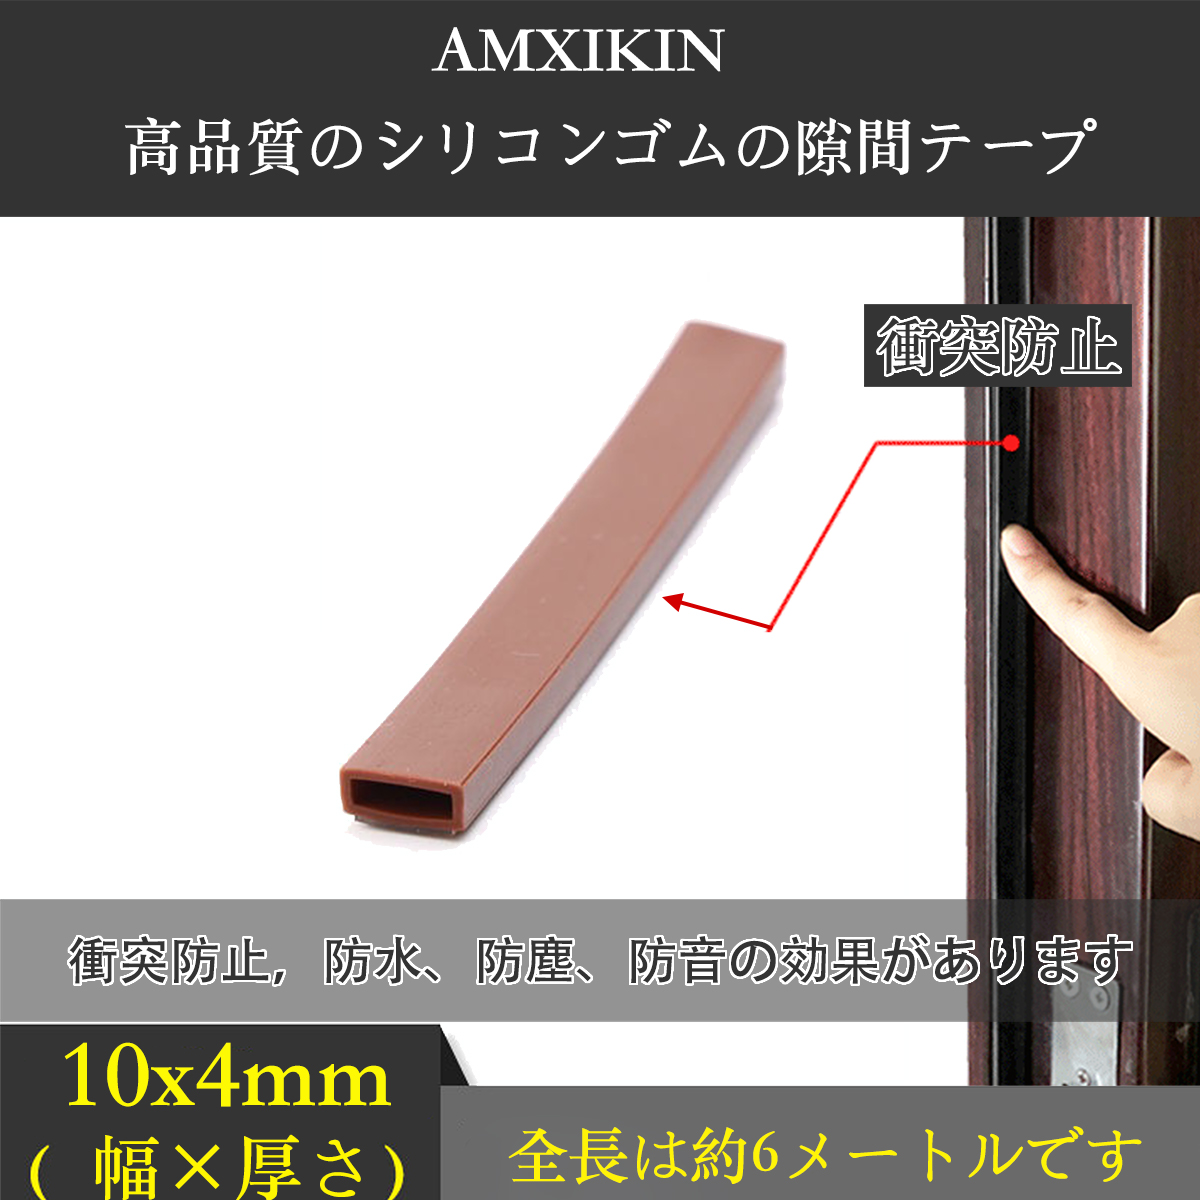 AMXIKIN
高品質のシリコンゴムの隙間テープ
衝突防止
衝突防止,防水、防塵、防音の効果があります
10x4mm
(幅×厚さ)
全長は約6メートルです